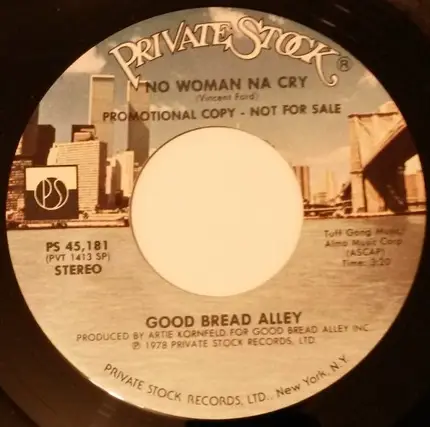 PRIVATE STOCK®
NO WOMAN NA CRY
(Vincent Ford)
PROMOTIONAL COPY - NOT FOR SALE
PS
PS 45,181
(PVT 1413 SP)
STEREO
Tuff Gong Music/
Almo Music Corp.
(ASCAP)
Time: 3:20
GOOD BREAD ALLEY
PRODUCED BY ARTIE KORNFELD FOR GOOD BREAD ALLEY INC.
℗ 1978 PRIVATE STOCK RECORDS, LTD.
PRIVATE STOCK RECORDS, LTD., New York, N.Y.